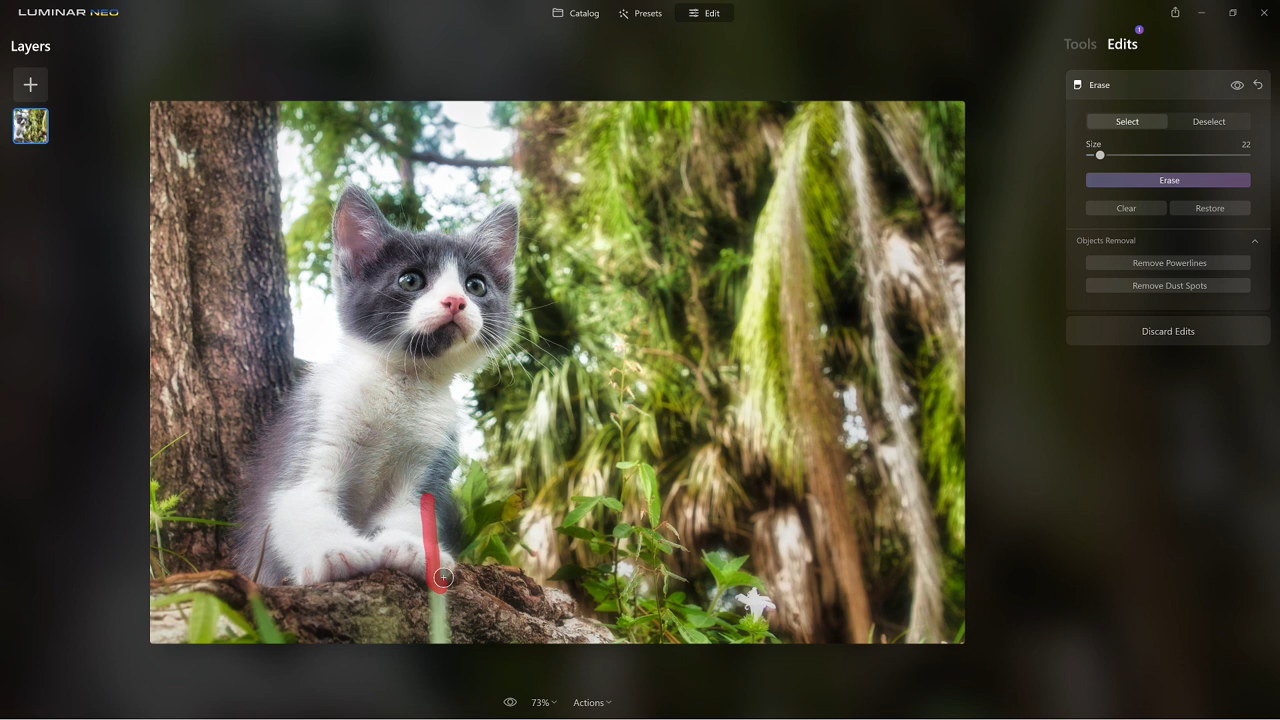 LUMINAR NEO
Catalog Presets Edit
Layers
Tools Edits 1
Erase
Select Deselect
Size 22
Erase
Clear Restore
Objects Removal
Remove Powerlines
Remove Dust Spots
Discard Edits
73% Actions